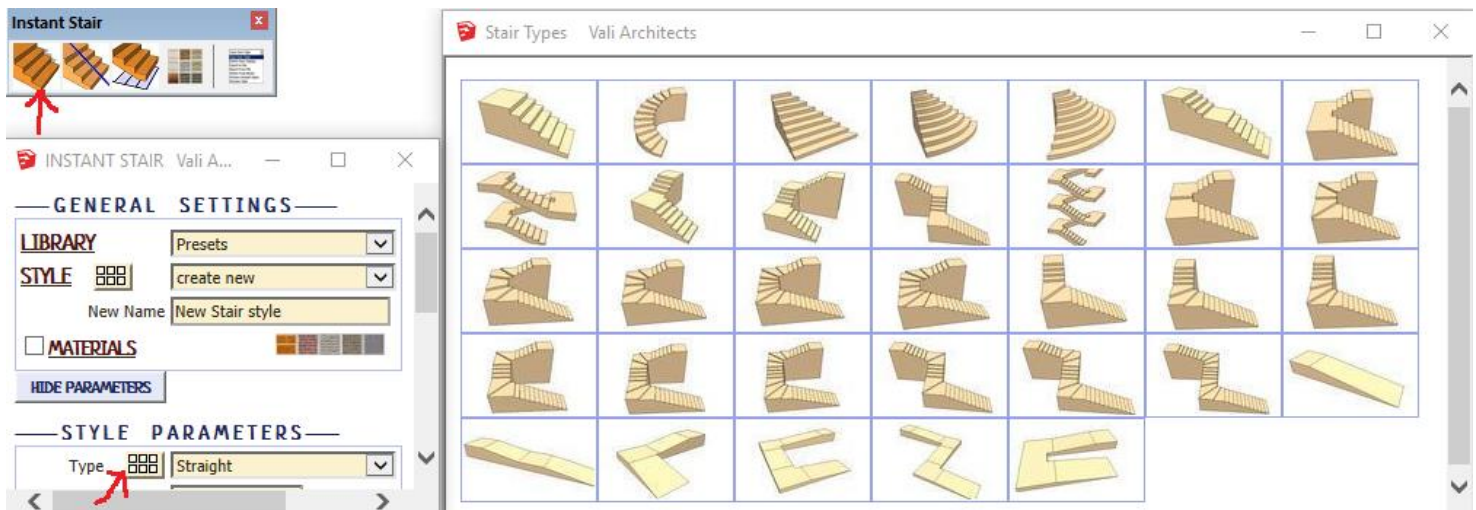 Instant Stair
Stair Types Vali Architects
INSTANT STAIR Vali A...
GENERAL SETTINGS
LIBRARY Presets
STYLE create new
New Name New Stair style
MATERIALS
HIDE PARAMETERS
STYLE PARAMETERS
Type Straight